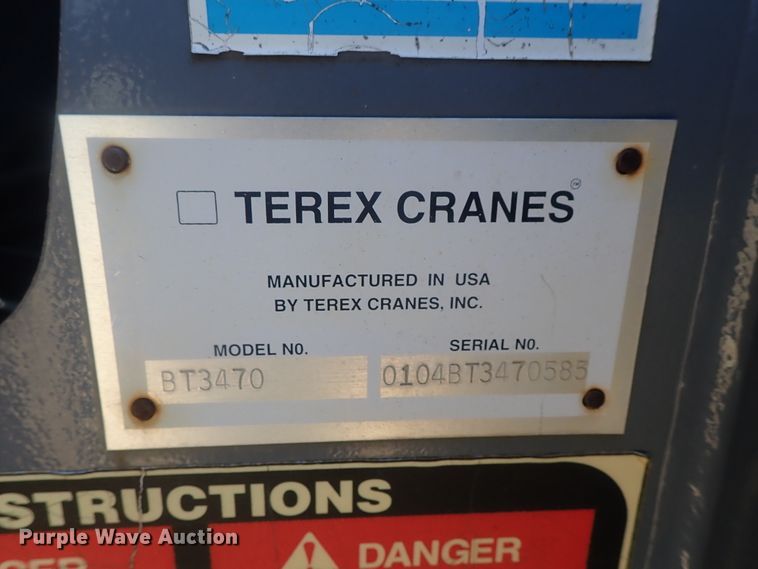 TEREX CRANES
MANUFACTURED IN USA
BY TEREX CRANES, INC.
MODEL NO.
SERIAL NO.
BT3470
0104BT3470585
STRUCTIONS
DANGER
GER
Purple Wave Auction